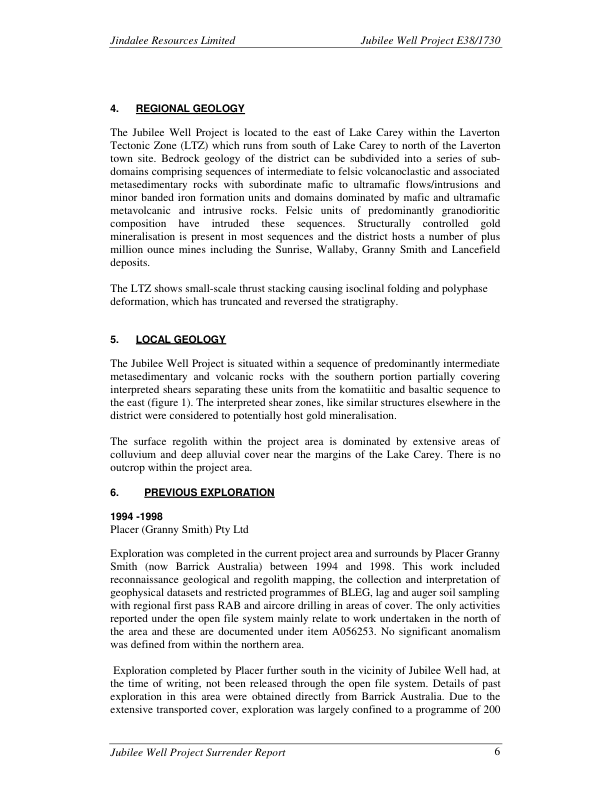 Jindalee Resources Limited Jubilee Well Project E38/1730
4. REGIONAL GEOLOGY
The Jubilee Well Project is located to the east of Lake Carey within the Laverton
Tectonic Zone (LTZ) which runs from south of Lake Carey to north of the Laverton
town site. Bedrock geology of the district can be subdivided into a series of sub-
domains comprising sequences of intermediate to felsic volcanoclastic and associated
metasedimentary rocks with subordinate mafic to ultramafic flows/intrusions and
minor banded iron formation units and domains dominated by mafic and ultramafic
metavolcanic and intrusive rocks. Felsic units of predominantly granodioritic
composition have intruded these sequences. Structurally controlled gold
mineralisation is present in most sequences and the district hosts a number of plus
million ounce mines including the Sunrise, Wallaby, Granny Smith and Lancefield
deposits.
The LTZ shows small-scale thrust stacking causing isoclinal folding and polyphase
deformation, which has truncated and reversed the stratigraphy.
5. LOCAL GEOLOGY
The Jubilee Well Project is situated within a sequence of predominantly intermediate
metasedimentary and volcanic rocks with the southern portion partially covering
interpreted shears separating these units from the komatiitic and basaltic sequence to
the east (figure 1). The interpreted shear zones, like similar structures elsewhere in the
district were considered to potentially host gold mineralisation.
The surface regolith within the project area is dominated by extensive areas of
colluvium and deep alluvial cover near the margins of the Lake Carey. There is no
outcrop within the project area.
6. PREVIOUS EXPLORATION
1994 -1998
Placer (Granny Smith) Pty Ltd
Exploration was completed in the current project area and surrounds by Placer Granny
Smith (now Barrick Australia) between 1994 and 1998. This work included
reconnaissance geological and regolith mapping, the collection and interpretation of
geophysical datasets and restricted programmes of BLEG, lag and auger soil sampling
with regional first pass RAB and aircore drilling in areas of cover. The only activities
reported under the open file system mainly relate to work undertaken in the north of
the area and these are documented under item A056253. No significant anomalism
was defined from within the northern area.
Exploration completed by Placer further south in the vicinity of Jubilee Well had, at
the time of writing, not been released through the open file system. Details of past
exploration in this area were obtained directly from Barrick Australia. Due to the
extensive transported cover, exploration was largely confined to a programme of 200
Jubilee Well Project Surrender Report 6